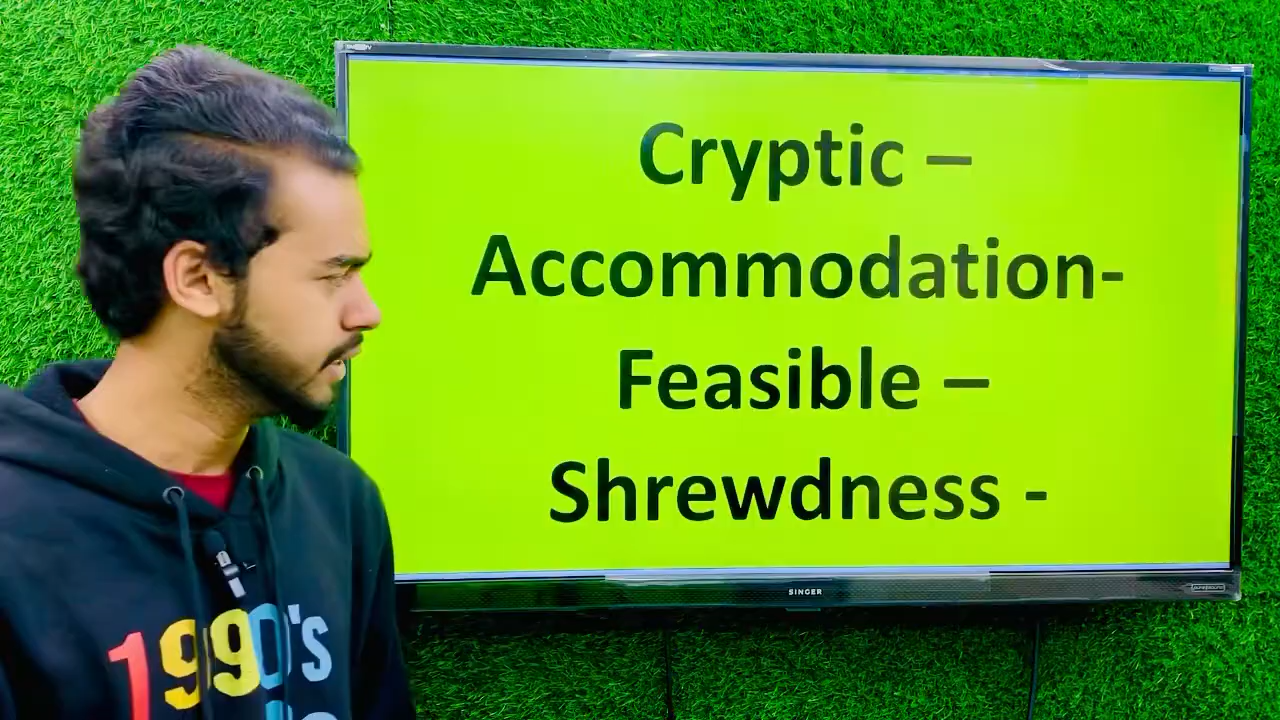 Cryptic –
Accommodation-
Feasible –
Shrewdness -
SINGER
1990's